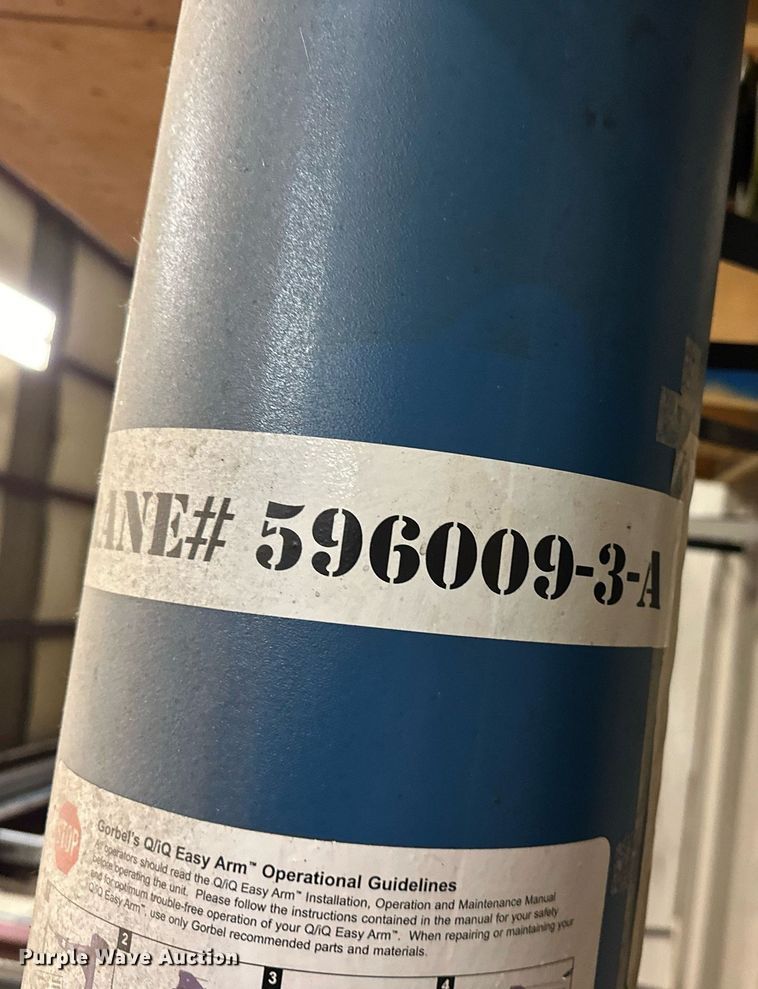 ANE# 596009-3-A
STOP
Gorbel's Q/iQ Easy Arm™ Operational Guidelines
All operators should read the Q/iQ Easy Arm™ Installation, Operation and Maintenance Manual
before operating the unit. Please follow the instructions contained in the manual for your safety
and for optimum trouble-free operation of your Q/iQ Easy Arm™. When repairing or maintaining your
Q/iQ Easy Arm™, use only Gorbel recommended parts and materials.
2
3
4
Purple Wave Auction